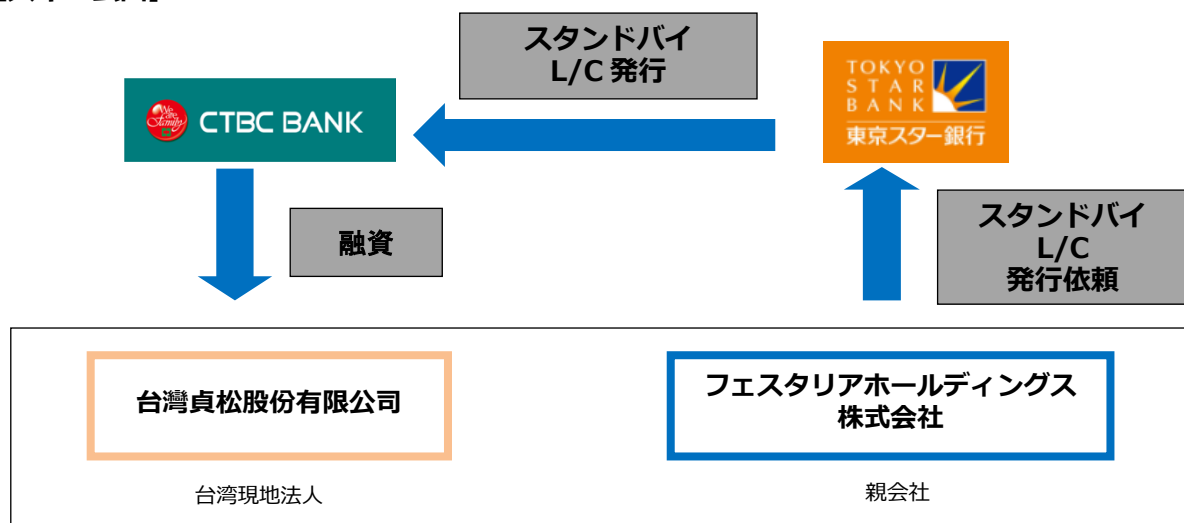 スタンドバイ
L/C 発行
We are
Family
CTBC BANK
TOKYO
STAR
BANK
東京スター銀行
融資
スタンドバイ
L/C
発行依頼
台灣貞松股份有限公司
フェスタリアホールディングス
株式会社
台湾現地法人
親会社